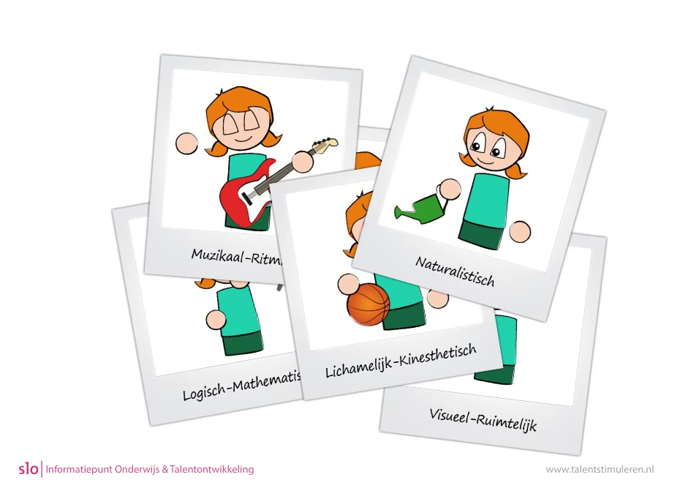 Muzikaal-Ritm
Naturalistisch
Logisch-Mathematis
Lichamelijk-Kinesthetisch
Visueel-Ruimtelijk
slo | Informatiepunt Onderwijs & Talentontwikkeling
www.talentstimuleren.nl